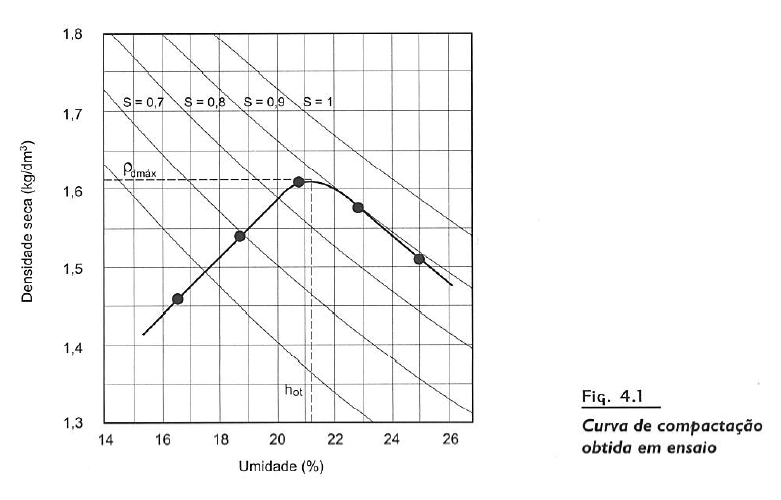 1,8
1,7
1,6
1,5
1,4
1,3
Densidade seca (kg/dm³)
S = 0,7 S = 0,8 S = 0,9 S = 1
ρdmáx
hot
14 16 18 20 22 24 26
Umidade (%)
Fig. 4.1
Curva de compactação
obtida em ensaio